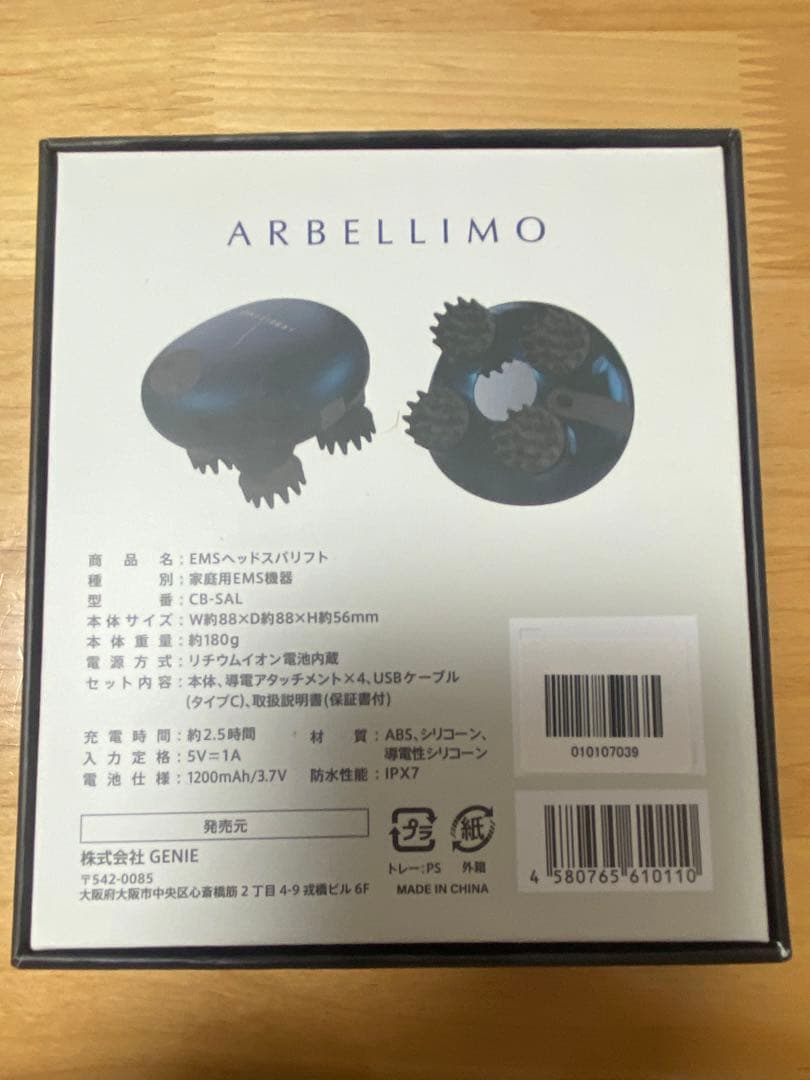 ARBELLIMO
商品名：EMSヘッドスパリフト
種別：家庭用EMS機器
型番：CB-SAL
本体サイズ：W約88×D約88×H約56mm
本体重量：約180g
電源方式：リチウムイオン電池内蔵
セット内容：本体、導電アタッチメント×4、USBケーブル
(タイプC)、取扱説明書(保証書付)
充電時間：約2.5時間
入力定格：5V=1A
電池仕様：1200mAh/3.7V
材質：ABS、シリコーン、
導電性シリコーン
防水性能：IPX7
010107039
発売元
株式会社 GENIE
〒542-0085
大阪府大阪市中央区心斎橋筋2丁目4-9 戎橋ビル 6F
プラ
トレー：PS
紙
外箱
MADE IN CHINA
4 580765 610110